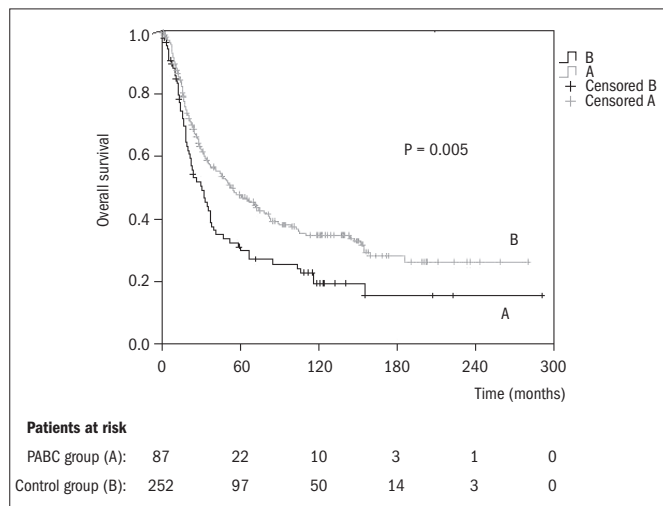 1.0
0.8
0.6
0.4
0.2
0.0
Overall survival
P = 0.005
B
A
B
A
Censored B
Censored A
0 60 120 180 240 300
Time (months)
Patients at risk
PABC group (A): 87 22 10 3 1 0
Control group (B): 252 97 50 14 3 0